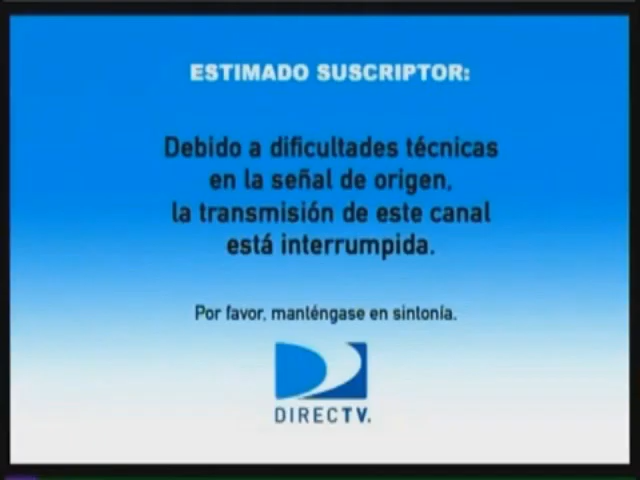 ESTIMADO SUSCRIPTOR:
Debido a dificultades técnicas
en la señal de origen,
la transmisión de este canal
está interrumpida.
Por favor, manténgase en sintonía.
DIRECTV.